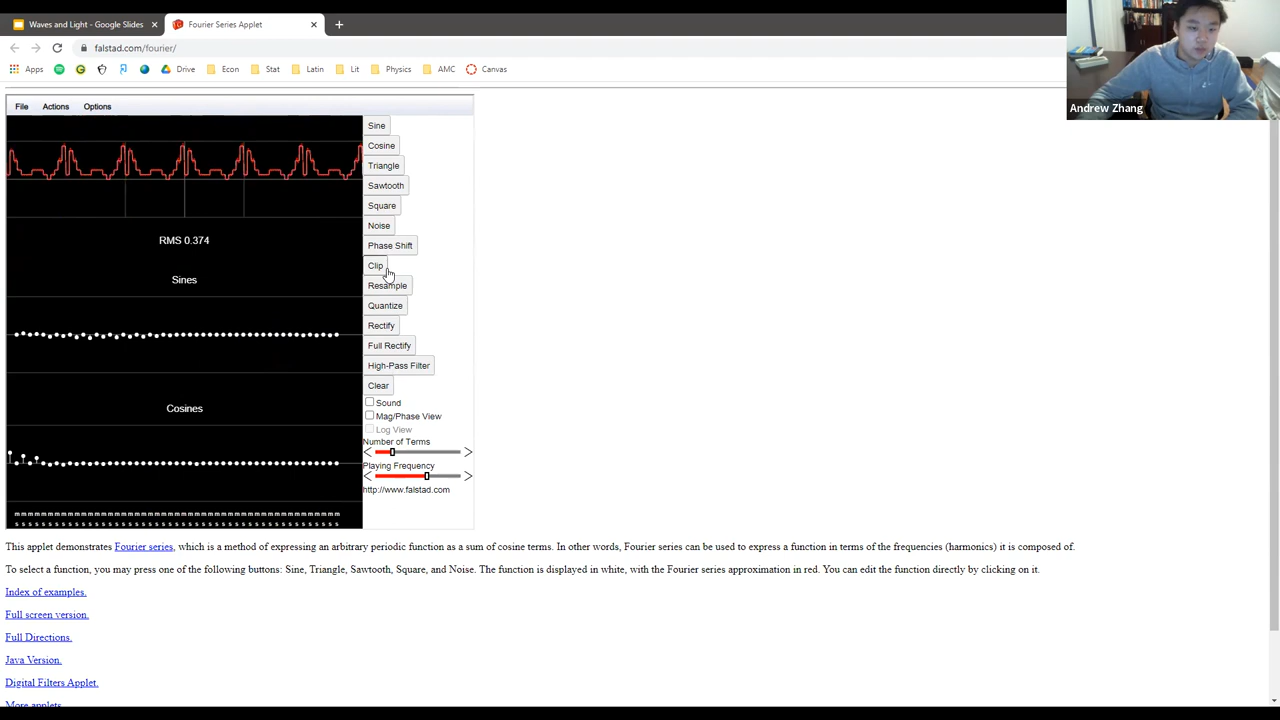 Waves and Light - Google Slides
Fourier Series Applet
falstad.com/fourier/
Apps
Drive
Econ
Stat
Latin
Lit
Physics
AMC
Canvas
Andrew Zhang
File
Actions
Options
Sine
Cosine
Triangle
Sawtooth
Square
Noise
Phase Shift
Clip
Resample
Quantize
Rectify
Full Rectify
High-Pass Filter
Clear
Sound
Mag/Phase View
Log View
Number of Terms
Playing Frequency
http://www.falstad.com
RMS 0.374
Sines
Cosines
m m m m m m m m m m m m m m m m m m m m m m m m m m m m m m m m m m m m m m m m m m m m m m m m m
s s s s s s s s s s s s s s s s s s s s s s s s s s s s s s s s s s s s s s s s s s s s s s s s s
This applet demonstrates Fourier series, which is a method of expressing an arbitrary periodic function as a sum of cosine terms. In other words, Fourier series can be used to express a function in terms of the frequencies (harmonics) it is composed of.
To select a function, you may press one of the following buttons: Sine, Triangle, Sawtooth, Square, and Noise. The function is displayed in white, with the Fourier series approximation in red. You can edit the function directly by clicking on it.
Index of examples.
Full screen version.
Full Directions.
Java Version.
Digital Filters Applet.
More applets.